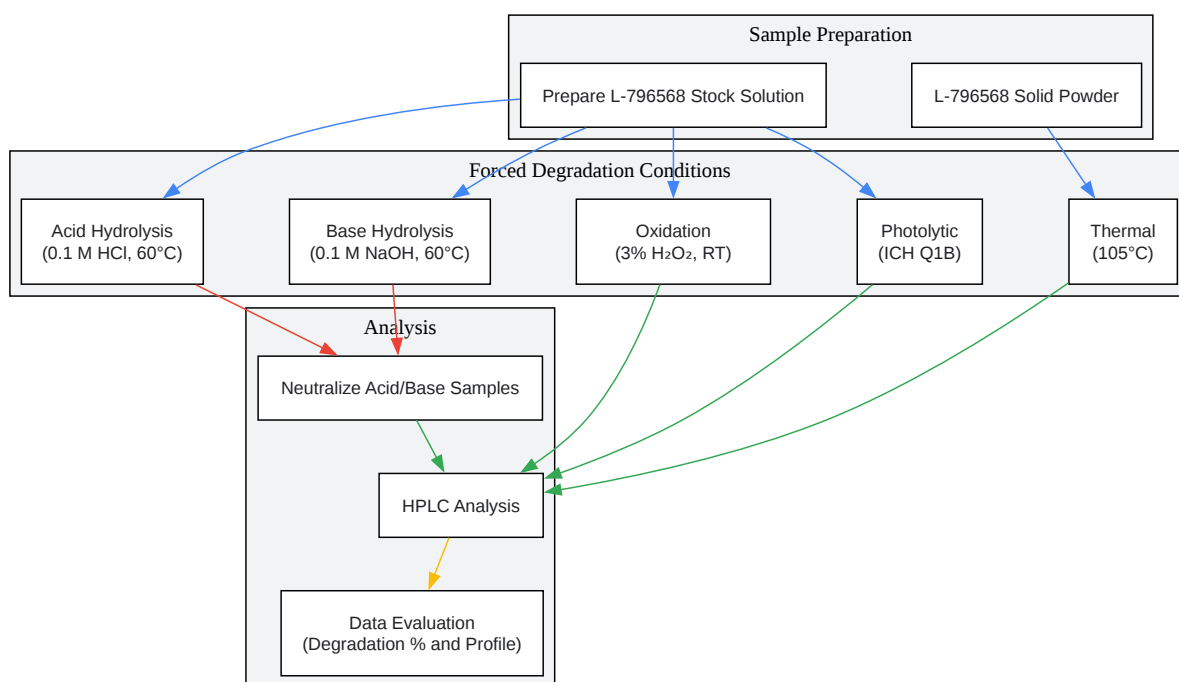 Sample Preparation
Prepare L-796568 Stock Solution
L-796568 Solid Powder
Forced Degradation Conditions
Acid Hydrolysis
(0.1 M HCl, 60°C)
Base Hydrolysis
(0.1 M NaOH, 60°C)
Oxidation
(3% H₂O₂, RT)
Photolytic
(ICH Q1B)
Thermal
(105°C)
Analysis
Neutralize Acid/Base Samples
HPLC Analysis
Data Evaluation
(Degradation % and Profile)